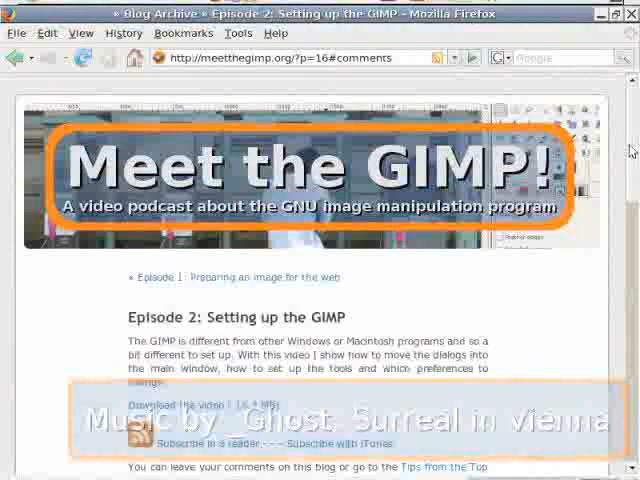 » Blog Archive » Episode 2: Setting up the GIMP - Mozilla Firefox
File Edit View History Bookmarks Tools Help
http://meetthegimp.org/?p=16#comments
Google
Meet the GIMP!
A video podcast about the GNU image manipulation program
« Episode 1: Preparing an image for the web
Episode 2: Setting up the GIMP
The GIMP is different from other Windows or Macintosh programs and so a
bit different to set up. With this video I show how to move the dialogs into
the main window, how to set up the tools and which preferences to
Download the video
Music by _Ghost, Surreal in Vienna
Subscribe in a reader --- Subscribe with iTunes
You can leave your comments on this blog or go to the Tips from the Top